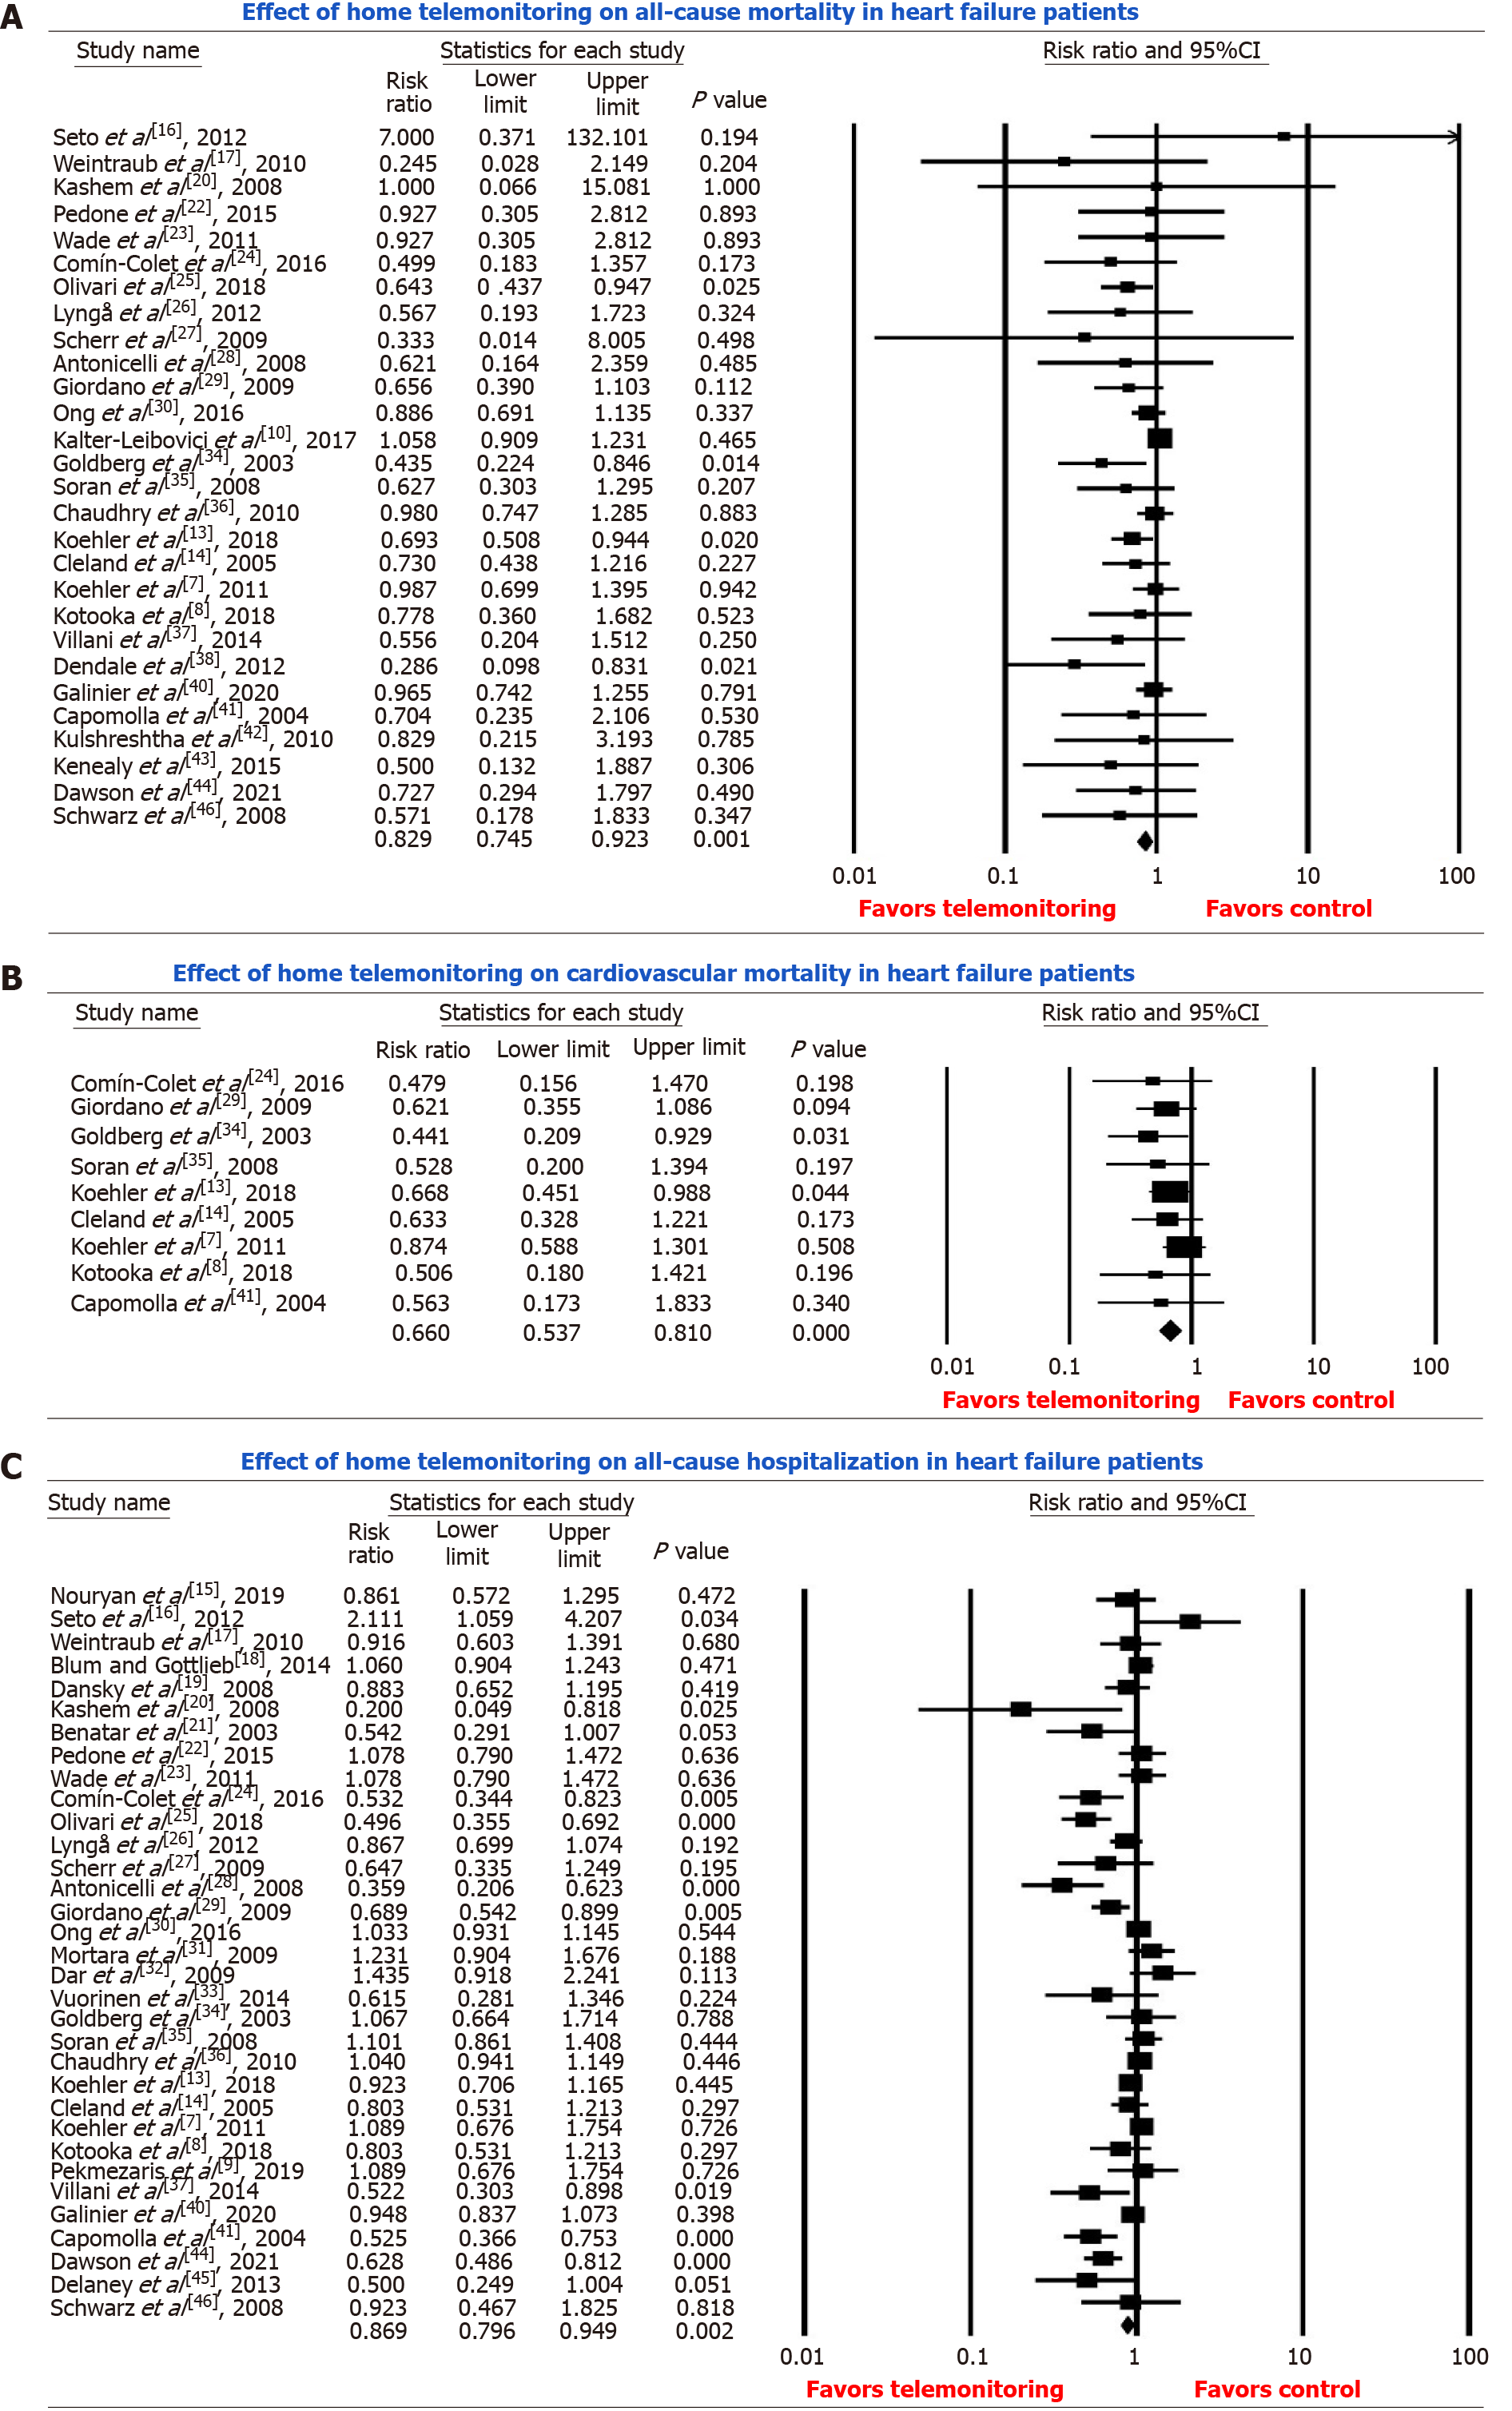 A
Effect of home telemonitoring on all-cause mortality in heart failure patients
Study name Statistics for each study Risk ratio and 95%CI
Risk ratio Lower limit Upper limit P value
Seto et al[16], 2012 7.000 0.371 132.101 0.194
Weintraub et al[17], 2010 0.245 0.028 2.149 0.204
Kashem et al[20], 2008 1.000 0.066 15.081 1.000
Pedone et al[22], 2015 0.927 0.305 2.812 0.893
Wade et al[23], 2011 0.927 0.305 2.812 0.893
Comín-Colet et al[24], 2016 0.499 0.183 1.357 0.173
Olivari et al[25], 2018 0.643 0 .437 0.947 0.025
Lyngå et al[26], 2012 0.567 0.193 1.723 0.324
Scherr et al[27], 2009 0.333 0.014 8.005 0.498
Antonicelli et al[28], 2008 0.621 0.164 2.359 0.485
Giordano et al[29], 2009 0.656 0.390 1.103 0.112
Ong et al[30], 2016 0.886 0.691 1.135 0.337
Kalter-Leibovici et al[10], 2017 1.058 0.909 1.231 0.465
Goldberg et al[34], 2003 0.435 0.224 0.846 0.014
Soran et al[35], 2008 0.627 0.303 1.295 0.207
Chaudhry et al[36], 2010 0.980 0.747 1.285 0.883
Koehler et al[13], 2018 0.693 0.508 0.944 0.020
Cleland et al[14], 2005 0.730 0.438 1.216 0.227
Koehler et al[7], 2011 0.987 0.699 1.395 0.942
Kotooka et al[8], 2018 0.778 0.360 1.682 0.523
Villani et al[37], 2014 0.556 0.204 1.512 0.250
Dendale et al[38], 2012 0.286 0.098 0.831 0.021
Galinier et al[40], 2020 0.965 0.742 1.255 0.791
Capomolla et al[41], 2004 0.704 0.235 2.106 0.530
Kulshreshtha et al[42], 2010 0.829 0.215 3.193 0.785
Kenealy et al[43], 2015 0.500 0.132 1.887 0.306
Dawson et al[44], 2021 0.727 0.294 1.797 0.490
Schwarz et al[46], 2008 0.571 0.178 1.833 0.347
0.829 0.745 0.923 0.001
0.01 0.1 1 10 100
Favors telemonitoring Favors control
B
Effect of home telemonitoring on cardiovascular mortality in heart failure patients
Study name Statistics for each study Risk ratio and 95%CI
Risk ratio Lower limit Upper limit P value
Comín-Colet et al[24], 2016 0.479 0.156 1.470 0.198
Giordano et al[29], 2009 0.621 0.355 1.086 0.094
Goldberg et al[34], 2003 0.441 0.209 0.929 0.031
Soran et al[35], 2008 0.528 0.200 1.394 0.197
Koehler et al[13], 2018 0.668 0.451 0.988 0.044
Cleland et al[14], 2005 0.633 0.328 1.221 0.173
Koehler et al[7], 2011 0.874 0.588 1.301 0.508
Kotooka et al[8], 2018 0.506 0.180 1.421 0.196
Capomolla et al[41], 2004 0.563 0.173 1.833 0.340
0.660 0.537 0.810 0.000
0.01 0.1 1 10 100
Favors telemonitoring Favors control
C
Effect of home telemonitoring on all-cause hospitalization in heart failure patients
Study name Statistics for each study Risk ratio and 95%CI
Risk ratio Lower limit Upper limit P value
Nouryan et al[15], 2019 0.861 0.572 1.295 0.472
Seto et al[16], 2012 2.111 1.059 4.207 0.034
Weintraub et al[17], 2010 0.916 0.603 1.391 0.680
Blum and Gottlieb[18], 2014 1.060 0.904 1.243 0.471
Dansky et al[19], 2008 0.883 0.652 1.195 0.419
Kashem et al[20], 2008 0.200 0.049 0.818 0.025
Benatar et al[21], 2003 0.542 0.291 1.007 0.053
Pedone et al[22], 2015 1.078 0.790 1.472 0.636
Wade et al[23], 2011 1.078 0.790 1.472 0.636
Comín-Colet et al[24], 2016 0.532 0.344 0.823 0.005
Olivari et al[25], 2018 0.496 0.355 0.692 0.000
Lyngå et al[26], 2012 0.867 0.699 1.074 0.192
Scherr et al[27], 2009 0.647 0.335 1.249 0.195
Antonicelli et al[28], 2008 0.359 0.206 0.623 0.000
Giordano et al[29], 2009 0.689 0.542 0.899 0.005
Ong et al[30], 2016 1.033 0.931 1.145 0.544
Mortara et al[31], 2009 1.231 0.904 1.676 0.188
Dar et al[32], 2009 1.435 0.918 2.241 0.113
Vuorinen et al[33], 2014 0.615 0.281 1.346 0.224
Goldberg et al[34], 2003 1.067 0.664 1.714 0.788
Soran et al[35], 2008 1.101 0.861 1.408 0.444
Chaudhry et al[36], 2010 1.040 0.941 1.149 0.446
Koehler et al[13], 2018 0.923 0.706 1.165 0.445
Cleland et al[14], 2005 0.803 0.531 1.213 0.297
Koehler et al[7], 2011 1.089 0.676 1.754 0.726
Kotooka et al[8], 2018 0.803 0.531 1.213 0.297
Pekmezaris et al[9], 2019 1.089 0.676 1.754 0.726
Villani et al[37], 2014 0.522 0.303 0.898 0.019
Galinier et al[40], 2020 0.948 0.837 1.073 0.398
Capomolla et al[41], 2004 0.525 0.366 0.753 0.000
Dawson et al[44], 2021 0.628 0.486 0.812 0.000
Delaney et al[45], 2013 0.500 0.249 1.004 0.051
Schwarz et al[46], 2008 0.923 0.467 1.825 0.818
0.869 0.796 0.949 0.002
0.01 0.1 1 10 100
Favors telemonitoring Favors control